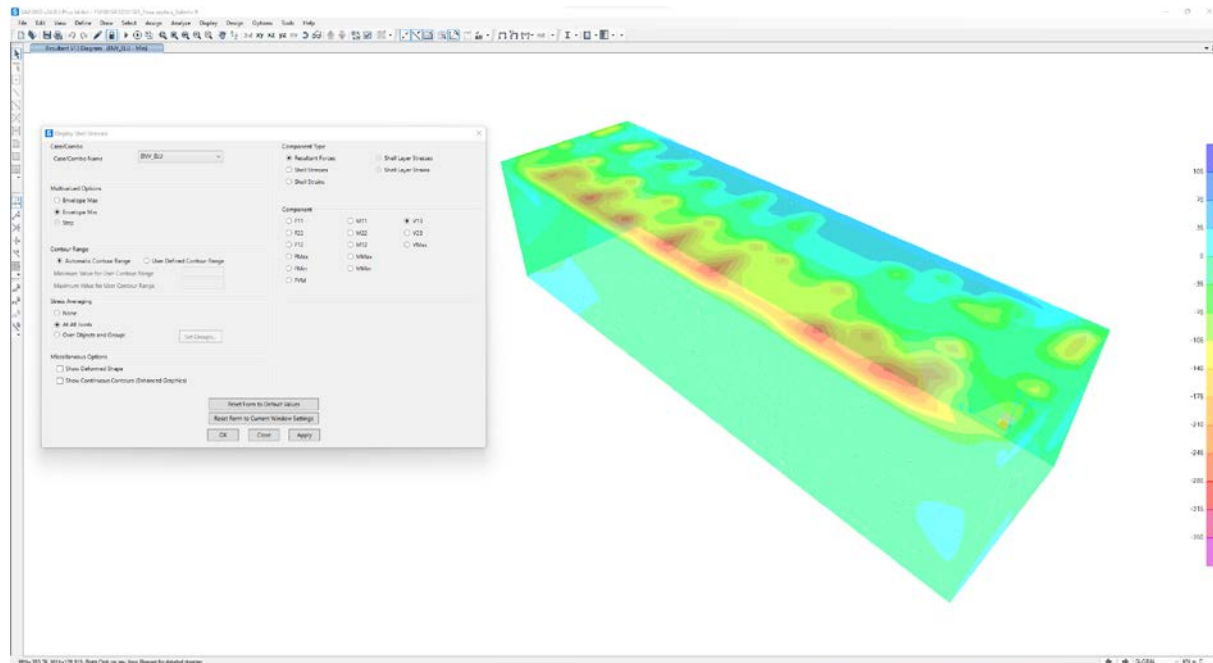 File Edit View Define Draw Select Assign Analyze Display Design Options Tools Help
Resultant V13 Diagram (ENV_ELU - Min)
Display Shell Stresses
Case/Combo
Case/Combo Name ENV_ELU
Multivalued Options
Envelope Max
Envelope Min
Step
Contour Range
Automatic Contour Range User Defined Contour Range
Minimum Value for User Contour Range
Maximum Value for User Contour Range
Stress Averaging
None
At All Joints
Over Objects and Groups Set Groups...
Miscellaneous Options
Show Deformed Shape
Show Continuous Contours (Enhanced Graphics)
Component Type
Resultant Forces Shell Layer Stresses
Shell Stresses Shell Layer Strains
Shell Strains
Component
F11 M11 V13
F22 M22 V23
F12 M12 VMax
FMax MMax
FMin MMin
FVM
Reset Form to Default Values
Reset Form to Current Window Settings
OK Close Apply
105
70
35
0
-35
-70
-105
-140
-175
-210
-245
-280
-315
-350
GLOBAL